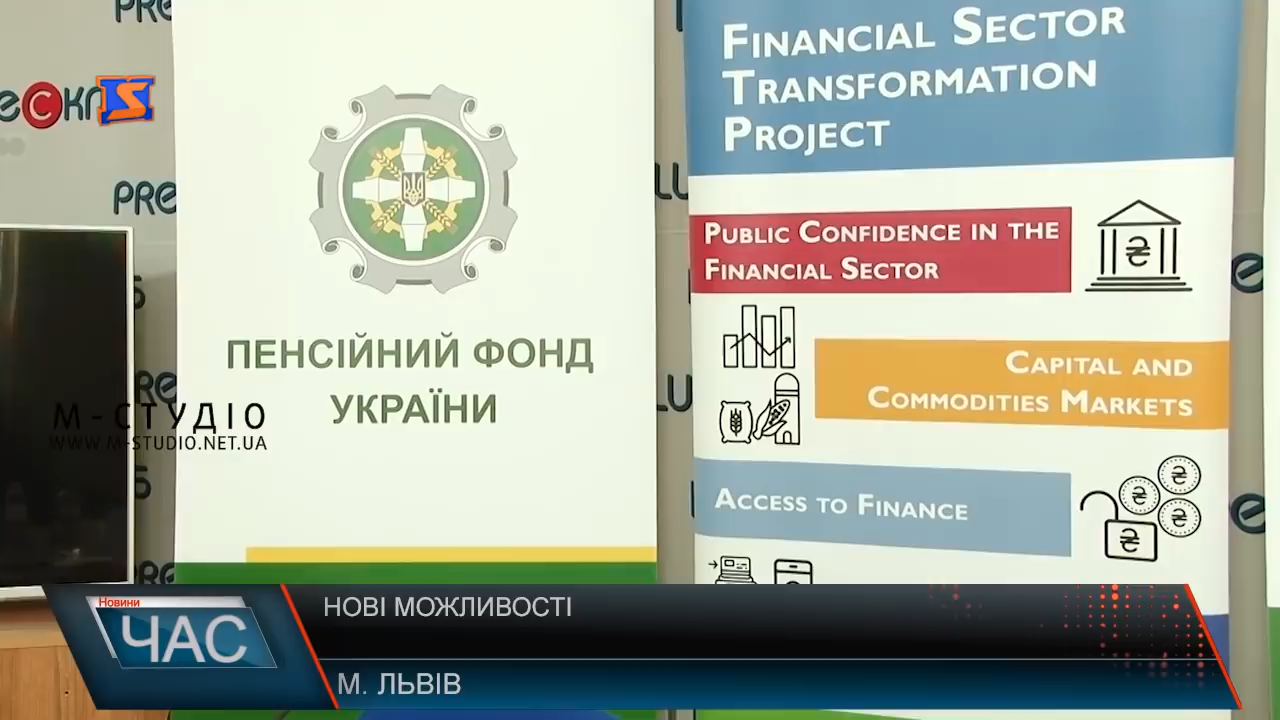 ПЕНСІЙНИЙ ФОНД
УКРАЇНИ
FINANCIAL SECTOR
TRANSFORMATION
PROJECT
PUBLIC CONFIDENCE IN THE
FINANCIAL SECTOR
CAPITAL AND
COMMODITIES MARKETS
ACCESS TO FINANCE
М-СТУДІО
WWW.M-STUDIO.NET.UA
Новини
ЧАС
НОВІ МОЖЛИВОСТІ
М. ЛЬВІВ